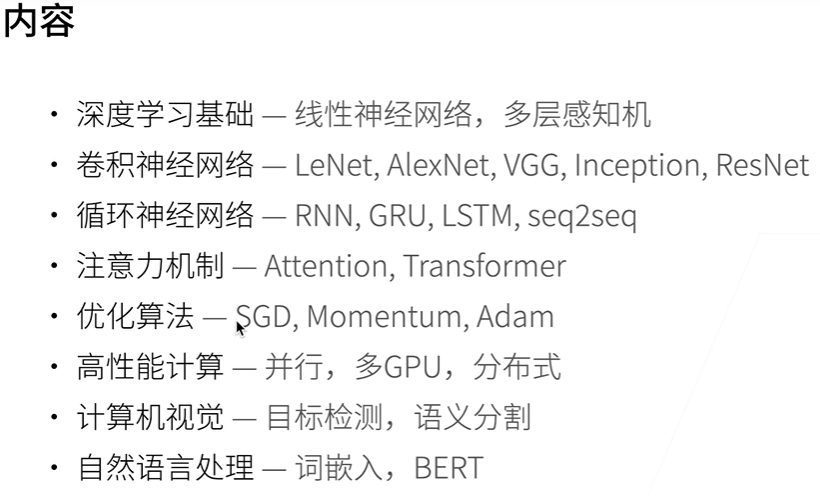 内容
• 深度学习基础 — 线性神经网络，多层感知机
• 卷积神经网络 — LeNet, AlexNet, VGG, Inception, ResNet
• 循环神经网络 — RNN, GRU, LSTM, seq2seq
• 注意力机制 — Attention, Transformer
• 优化算法 — SGD, Momentum, Adam
• 高性能计算 — 并行，多GPU，分布式
• 计算机视觉 — 目标检测，语义分割
• 自然语言处理 — 词嵌入，BERT